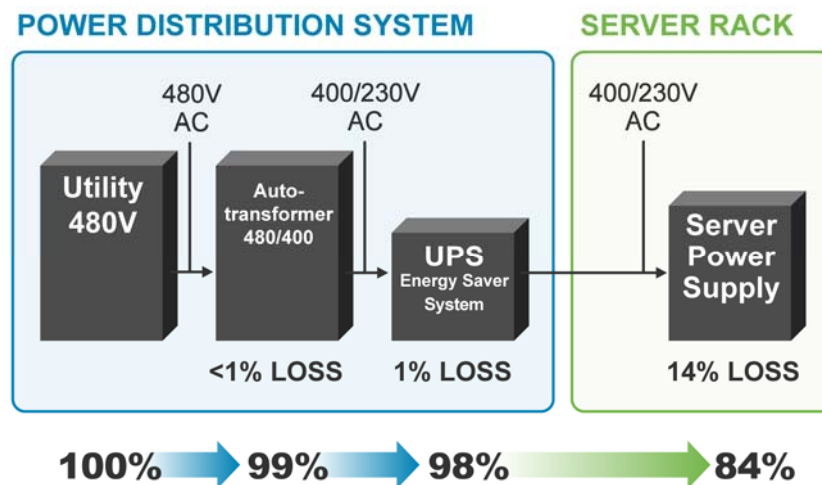 POWER DISTRIBUTION SYSTEM
SERVER RACK
480V
AC
400/230V
AC
400/230V
AC
Utility
480V
Auto-
transformer
480/400
UPS
Energy Saver
System
Server
Power
Supply
<1% LOSS
1% LOSS
14% LOSS
100%
99%
98%
84%